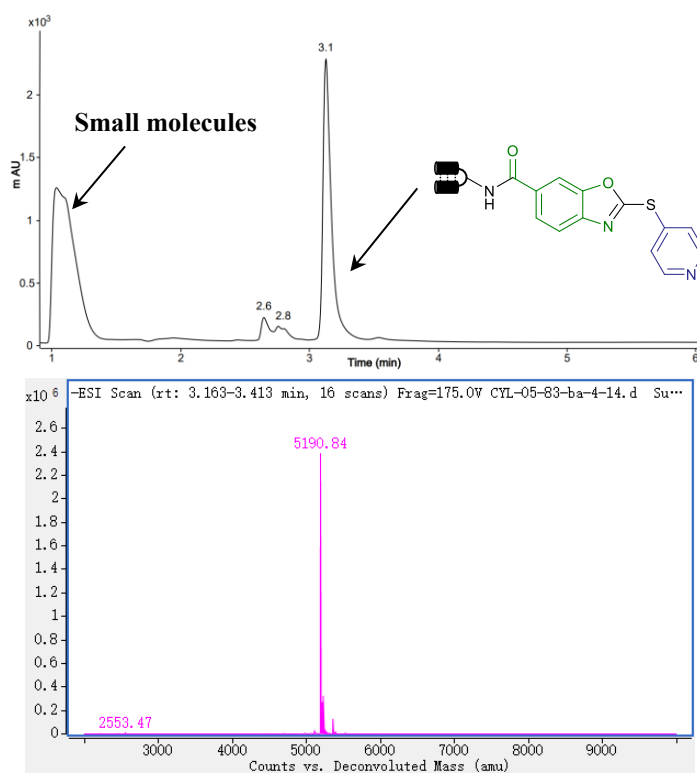 x10³
3.1
2
Small molecules
1.5
m AU
1
0.5
2.6
2.8
0
1
2
3
4
5
6
Time (min)
O
N
H
O
N
S
N
x10 6
-ESI Scan (rt: 3.163-3.413 min, 16 scans) Frag=175.0V CYL-05-83-ba-4-14.d Su…
2.6
5190.84
2.4
2.2
2
1.8
1.6
1.4
1.2
1
0.8
0.6
0.4
0.2
2553.47
0
3000 4000 5000 6000 7000 8000 9000
Counts vs. Deconvoluted Mass (amu)